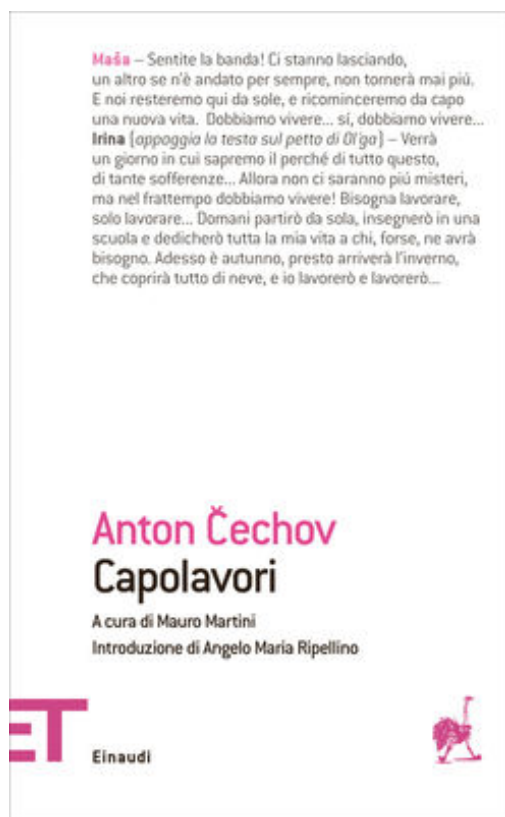 Maša – Sentite la banda! Ci stanno lasciando,
un altro se n'è andato per sempre, non tornerà mai piú.
E noi resteremo qui da sole, e ricominceremo da capo
una nuova vita. Dobbiamo vivere... sí, dobbiamo vivere...
Irina (appoggia la testa sul petto di Ol'ga) – Verrà
un giorno in cui sapremo il perché di tutto questo,
di tante sofferenze... Allora non ci saranno piú misteri,
ma nel frattempo dobbiamo vivere! Bisogna lavorare,
solo lavorare... Domani partirò da sola, insegnerò in una
scuola e dedicherò tutta la mia vita a chi, forse, ne avrà
bisogno. Adesso è autunno, presto arriverà l'inverno,
che coprirà tutto di neve, e io lavorerò e lavorerò...
Anton Čechov
Capolavori
A cura di Mauro Martini
Introduzione di Angelo Maria Ripellino
ET
Einaudi